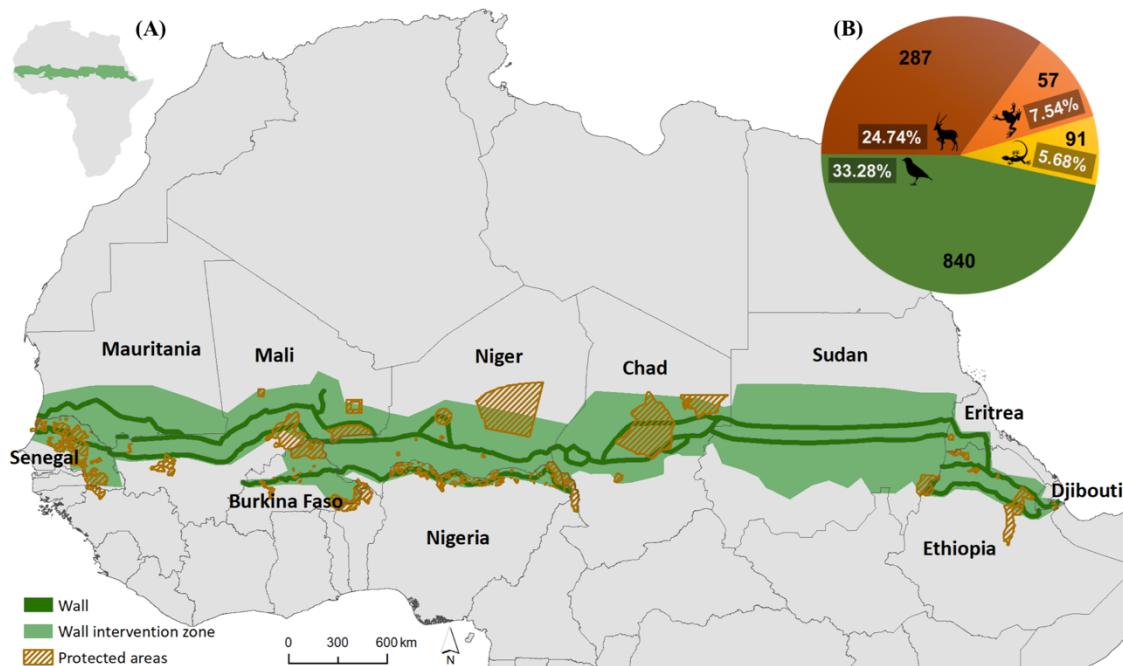 (A)
(B)
287
57
7.54%
24.74%
91
5.68%
33.28%
840
Mauritania
Mali
Niger
Chad
Sudan
Eritrea
Senegal
Burkina Faso
Djibouti
Nigeria
Ethiopia
Wall
Wall intervention zone
Protected areas
0 300 600 km
N